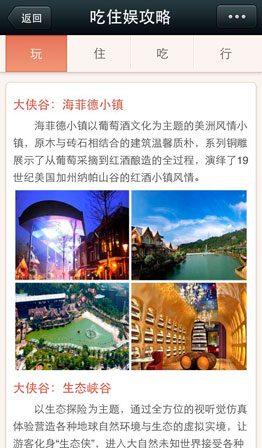 返回
吃住娱攻略
玩
住
吃
行
大侠谷：海菲德小镇
海菲德小镇以葡萄酒文化为主题的美洲风情小
镇，原木与砖石相结合的建筑温馨质朴，系列铜雕
展示了从葡萄采摘到红酒酿造的全过程，演绎了19
世纪美国加州纳帕山谷的红酒小镇风情。
大侠谷：生态峡谷
以生态探险为主题，通过全方位的视听觉仿真
体验营造各种地球自然环境与生态的虚拟实境，让
游客化身“生态侠”，进入大自然未知世界接受各种